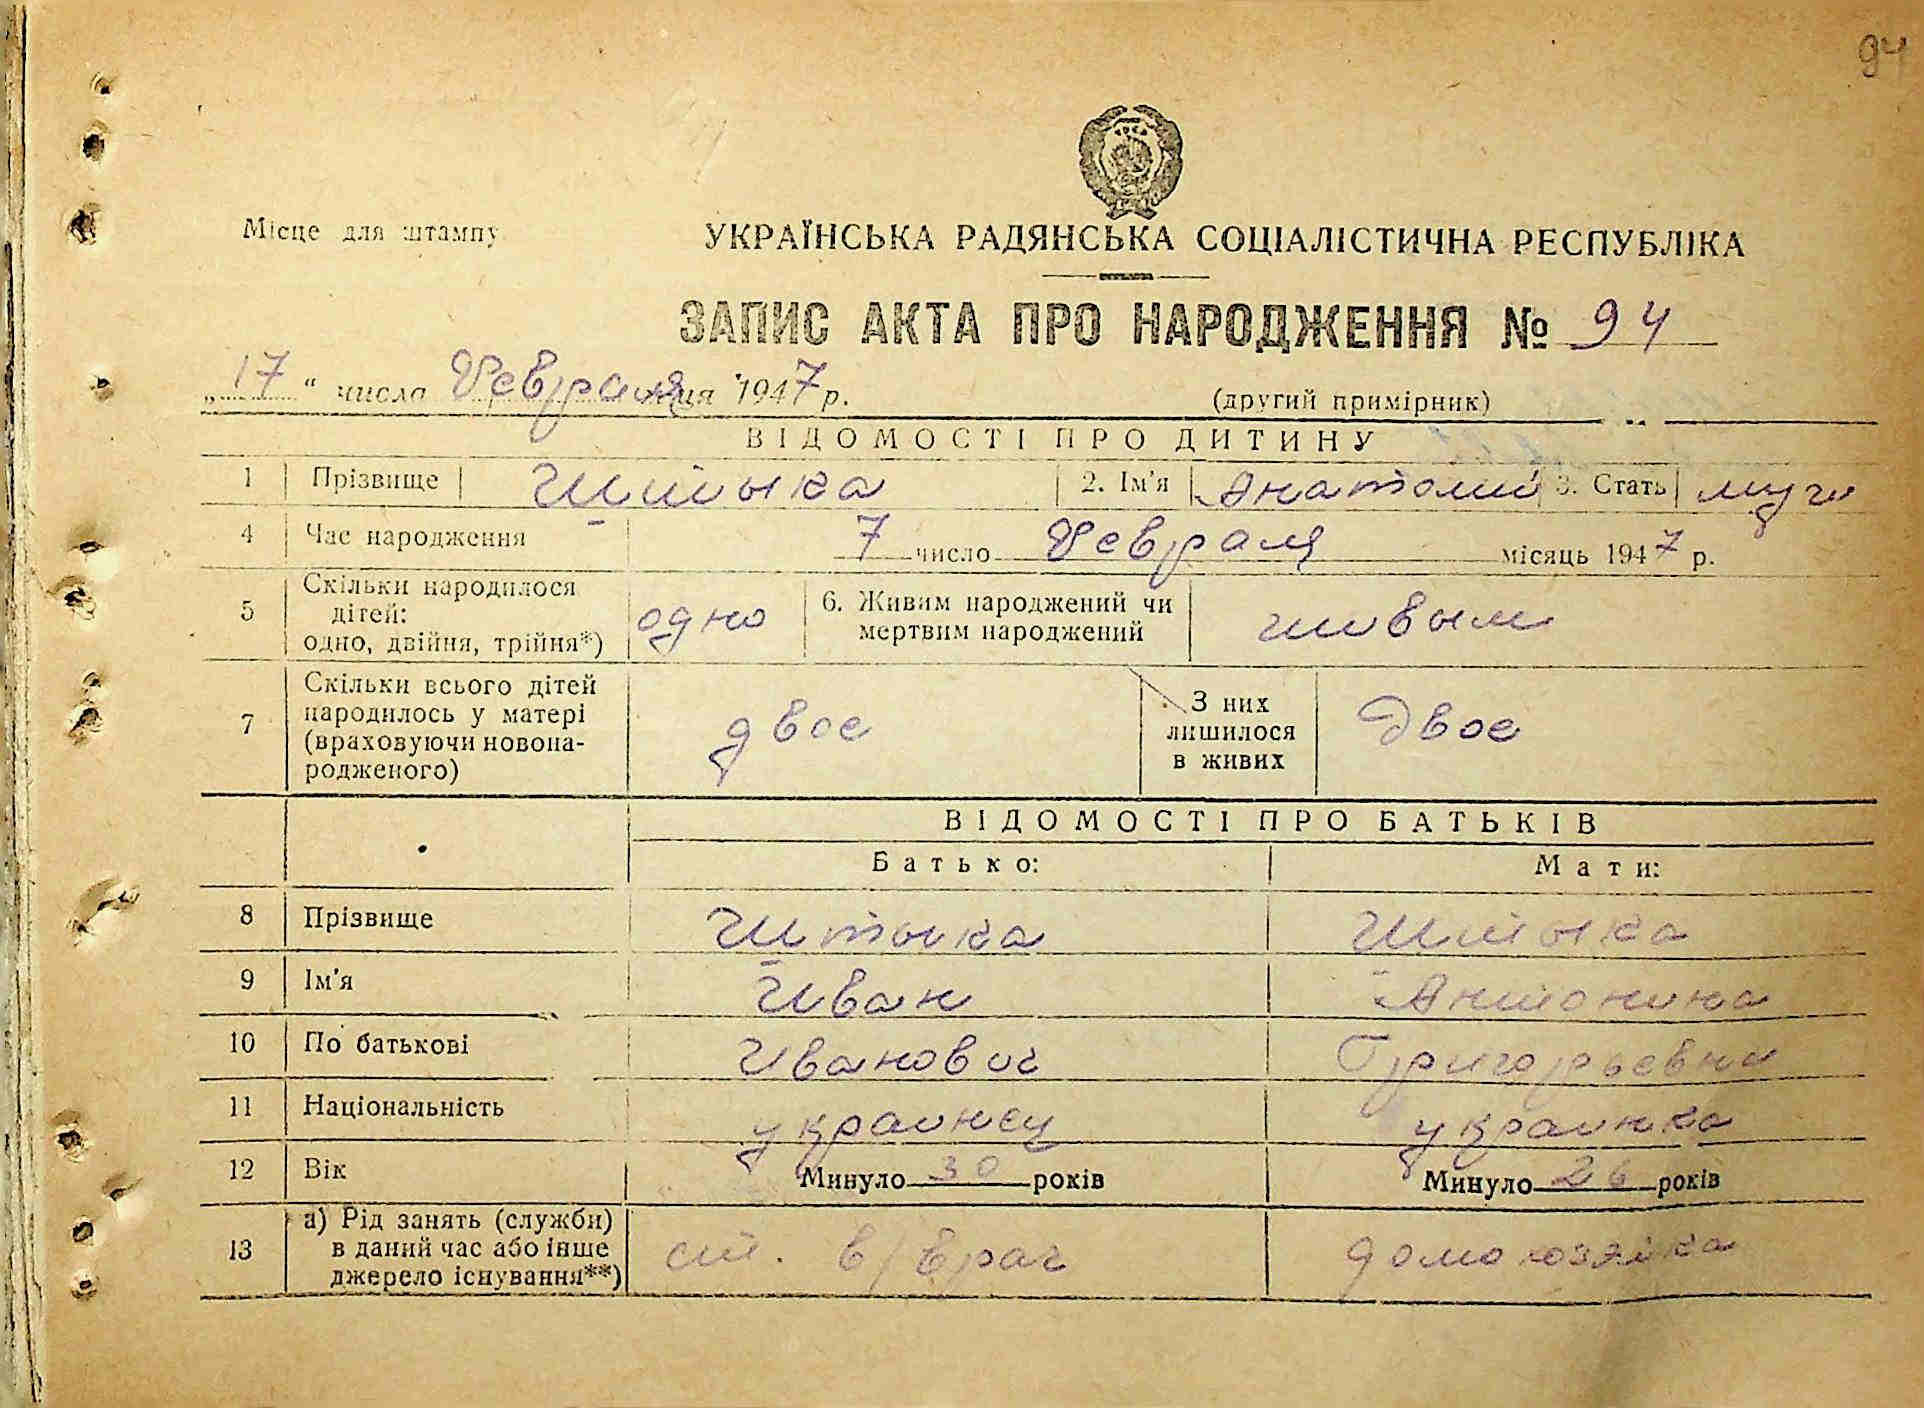 94
Місце для штампу
УКРАЇНСЬКА РАДЯНСЬКА СОЦІАЛІСТИЧНА РЕСПУБЛІКА
ЗАПИС АКТА ПРО НАРОДЖЕННЯ № 94
„17“ числа Февраля 1947 р. (другий примірник)
ВІДОМОСТІ ПРО ДИТИНУ
1 Прізвище Штыка 2. Ім'я Анатолий 3. Стать муж
4 Час народження 7 число Февраля місяць 1947 р.
5 Скільки народилося дітей: одно, двійня, трійня*) одно 6. Живим народжений чи мертвим народжений живым
7 Скільки всього дітей народилось у матері (враховуючи новонародженого) двое З них лишилося в живих двое
ВІДОМОСТІ ПРО БАТЬКІВ
Батько: Мати:
8 Прізвище Штыка Штыка
9 Ім'я Иван Антонина
10 По батькові Иванович Григорьевна
11 Національність украинец украинка
12 Вік Минуло 30 років Минуло 26 років
13 а) Рід занять (служби) в даний час або інше джерело існування**) ст. в/врач домохозяйка